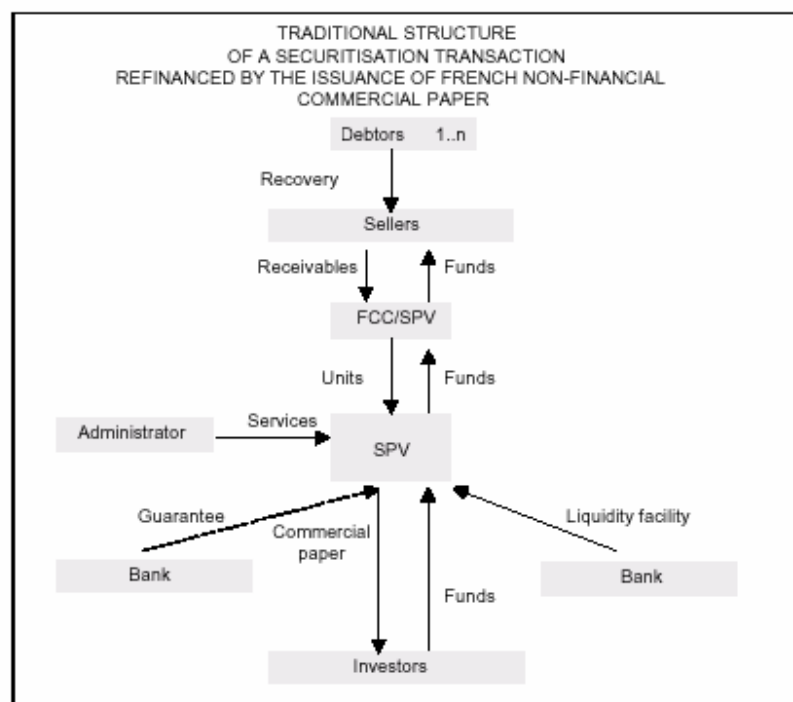 TRADITIONAL STRUCTURE
OF A SECURITISATION TRANSACTION
REFINANCED BY THE ISSUANCE OF FRENCH NON-FINANCIAL
COMMERCIAL PAPER
Debtors 1..n
Recovery
Sellers
Receivables Funds
FCC/SPV
Units Funds
Services
Administrator
SPV
Guarantee
Liquidity facility
Commercial
paper
Bank
Bank
Funds
Investors